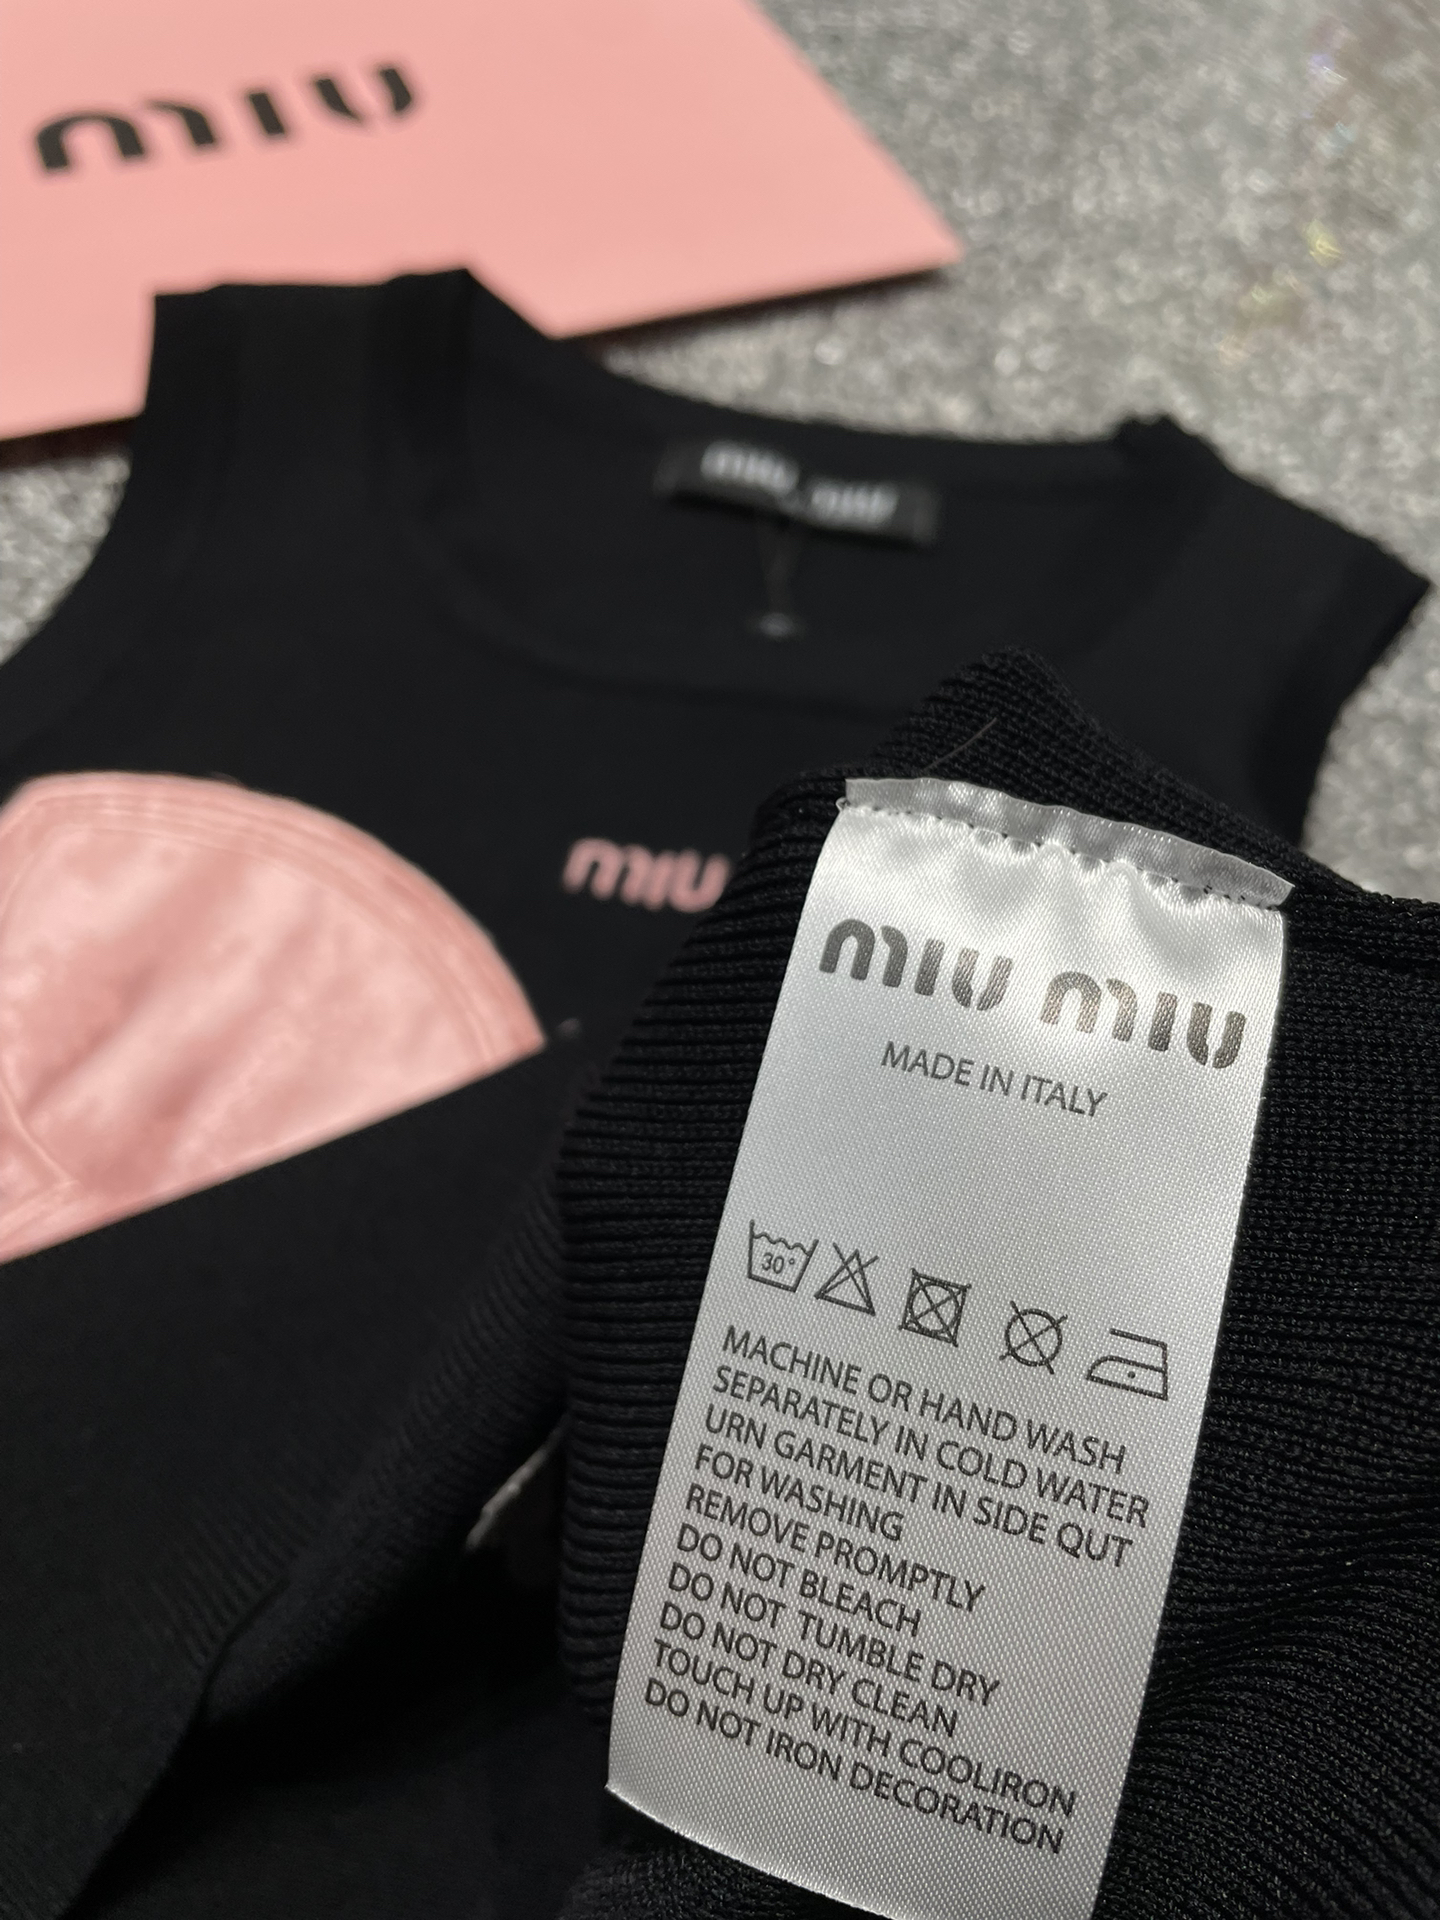 MIU
MIU MIU
MIU
MIU MIU
MADE IN ITALY
30°
MACHINE OR HAND WASH
SEPARATELY IN COLD WATER
URN GARMENT IN SIDE QUT
FOR WASHING
REMOVE PROMPTLY
DO NOT BLEACH
DO NOT TUMBLE DRY
DO NOT DRY CLEAN
TOUCH UP WITH COOLIRON
DO NOT IRON DECORATION